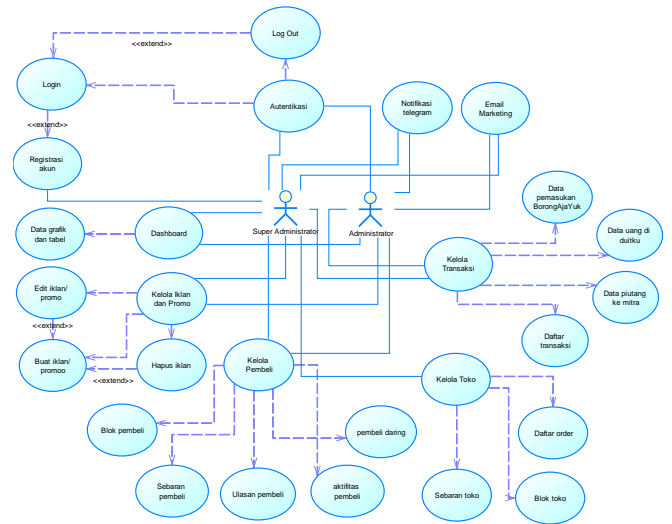 Log Out
<<extend>>
Login
Autentikasi
Notifikasi
telegram
Email
Marketing
<<extend>>
Registrasi
akun
Data
pemasukan
BorongAjaYuk
Super Administrator
Administrator
Data grafik
dan tabel
Dashboard
Data uang di
duitku
Kelola
Transaksi
Edit iklan/
promo
Kelola Iklan
dan Promo
Data piutang
ke mitra
<<extend>>
Daftar
transaksi
Buat iklan/
promoo
Hapus iklan
<<extend>>
Kelola
Pembeli
Kelola Toko
Blok pembeli
pembeli daring
Daftar order
Sebaran
pembeli
Ulasan pembeli
aktifitas
pembeli
Sebaran toko
Blok toko